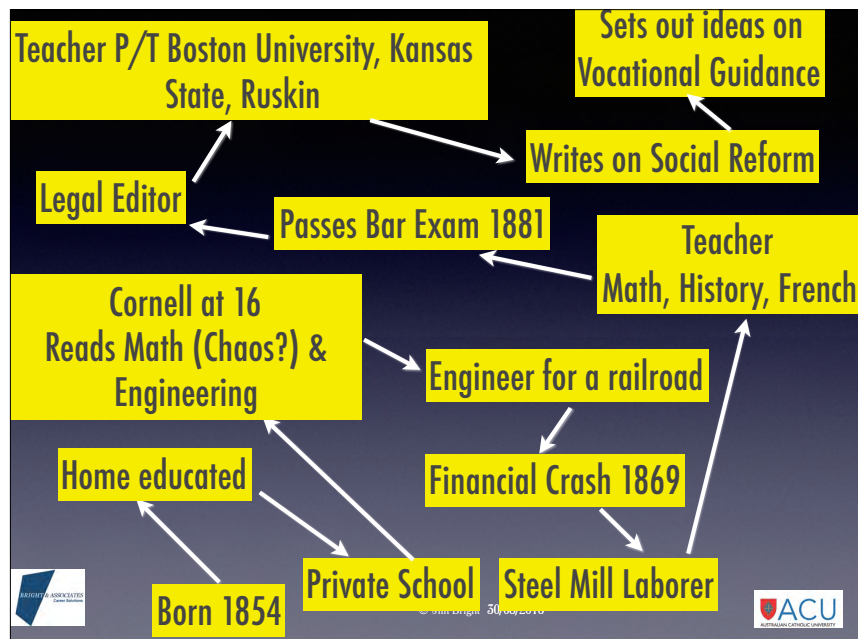 Teacher P/T Boston University, Kansas
State, Ruskin
Sets out ideas on
Vocational Guidance
Writes on Social Reform
Legal Editor
Passes Bar Exam 1881
Teacher
Math, History, French
Cornell at 16
Reads Math (Chaos?) &
Engineering
Engineer for a railroad
Home educated
Financial Crash 1869
Private School
Steel Mill Laborer
Born 1854
BRIGHT & ASSOCIATES
Career Solutions
ACU
AUSTRALIAN CATHOLIC UNIVERSITY